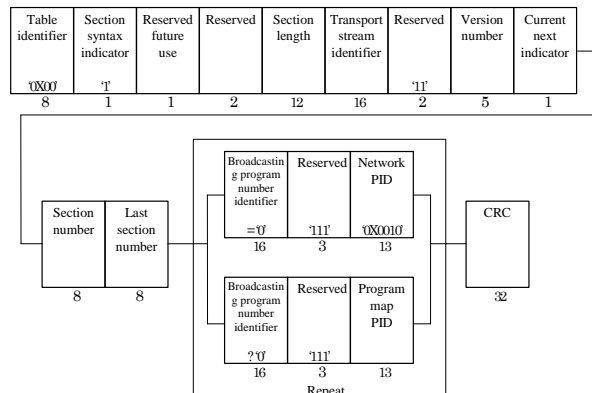 Table identifier '0X00'
8
Section syntax indicator '1'
1
Reserved future use
1
Reserved
2
Section length
12
Transport stream identifier
16
Reserved '11'
2
Version number
5
Current next indicator
1
Section number
8
Last section number
8
Broadcastin g program number identifier ='0'
16
Reserved '111'
3
Network PID '0X0010'
13
Broadcastin g program number identifier ?'0'
16
Reserved '111'
3
Program map PID
13
Repeat
CRC
32